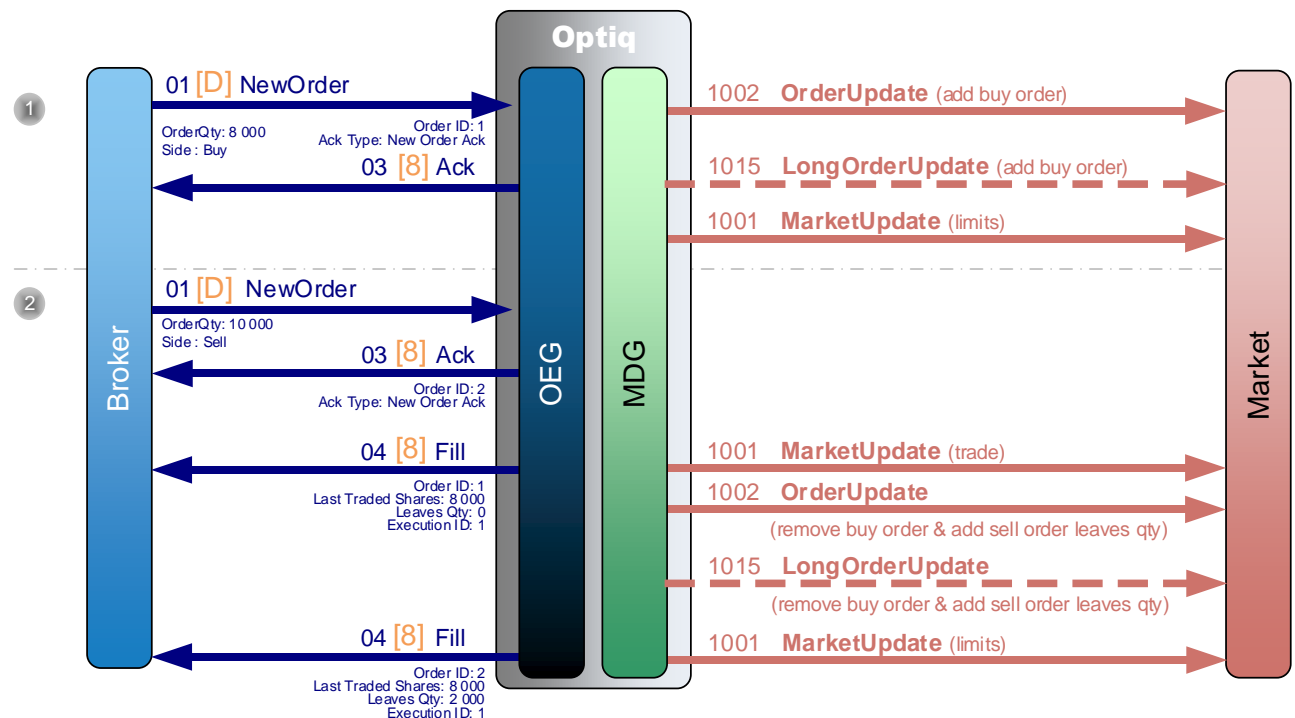 Optiq
1
01 [D] NewOrder
OrderQty: 8 000
Side : Buy
Order ID: 1
Ack Type: New Order Ack
03 [8] Ack
1002 OrderUpdate (add buy order)
1015 LongOrderUpdate (add buy order)
1001 MarketUpdate (limits)
2
01 [D] NewOrder
OrderQty: 10 000
Side : Sell
03 [8] Ack
Order ID: 2
Ack Type: New Order Ack
04 [8] Fill
Order ID: 1
Last Traded Shares: 8 000
Leaves Qty: 0
Execution ID: 1
04 [8] Fill
Order ID: 2
Last Traded Shares: 8 000
Leaves Qty: 2 000
Execution ID: 1
1001 MarketUpdate (trade)
1002 OrderUpdate
(remove buy order & add sell order leaves qty)
1015 LongOrderUpdate
(remove buy order & add sell order leaves qty)
1001 MarketUpdate (limits)
Broker
OEG
MDG
Market